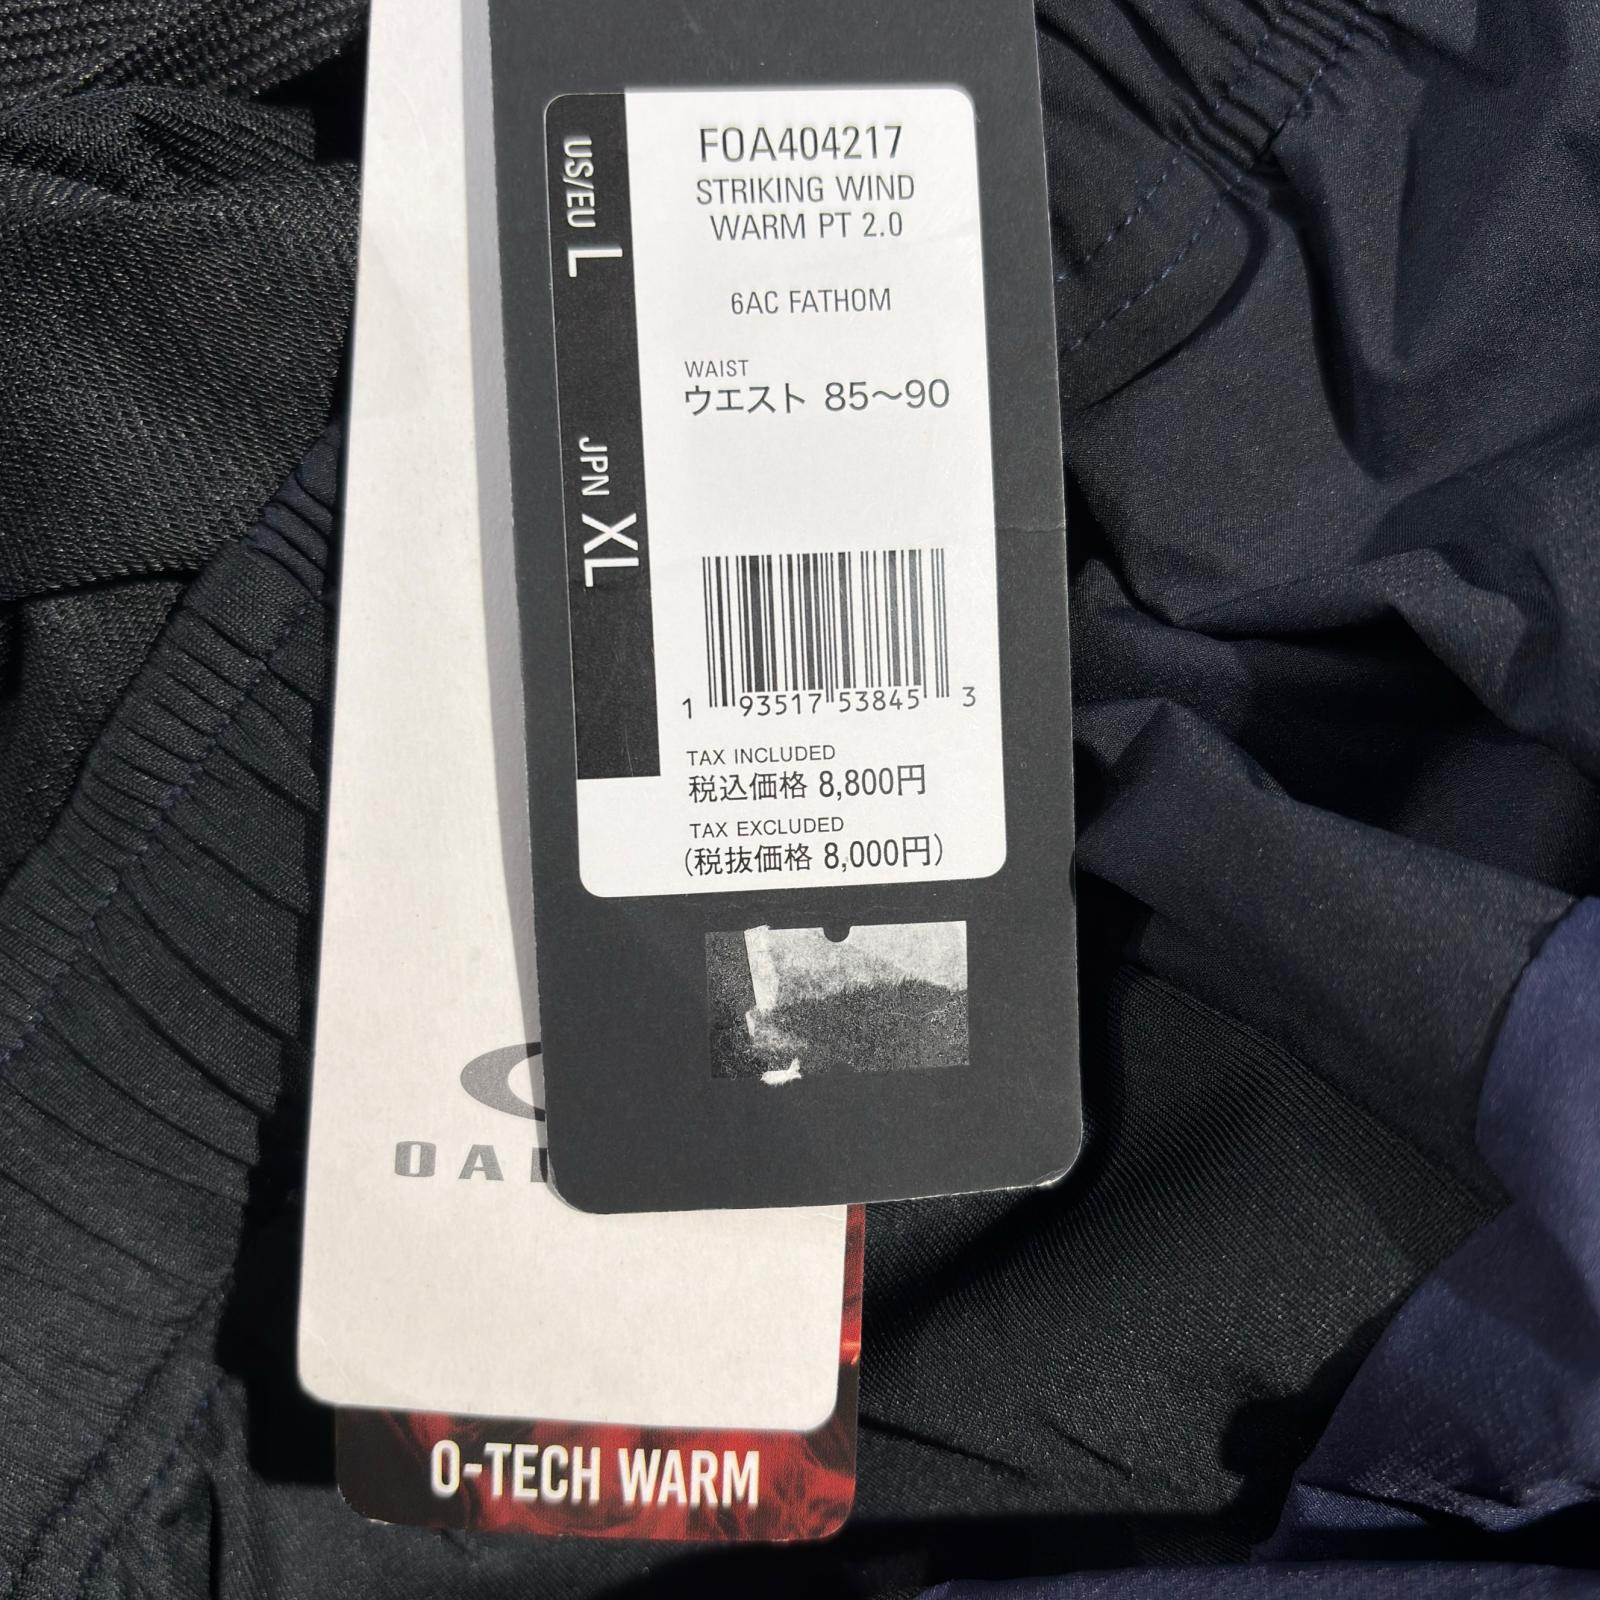 US/EU L
JPN XL
FOA404217
STRIKING WIND
WARM PT 2.0
6AC FATHOM
WAIST
ウエスト 85〜90
1 93517 53845 3
TAX INCLUDED
税込価格 8,800円
TAX EXCLUDED
(税抜価格 8,000円)
OA
O-TECH WARM